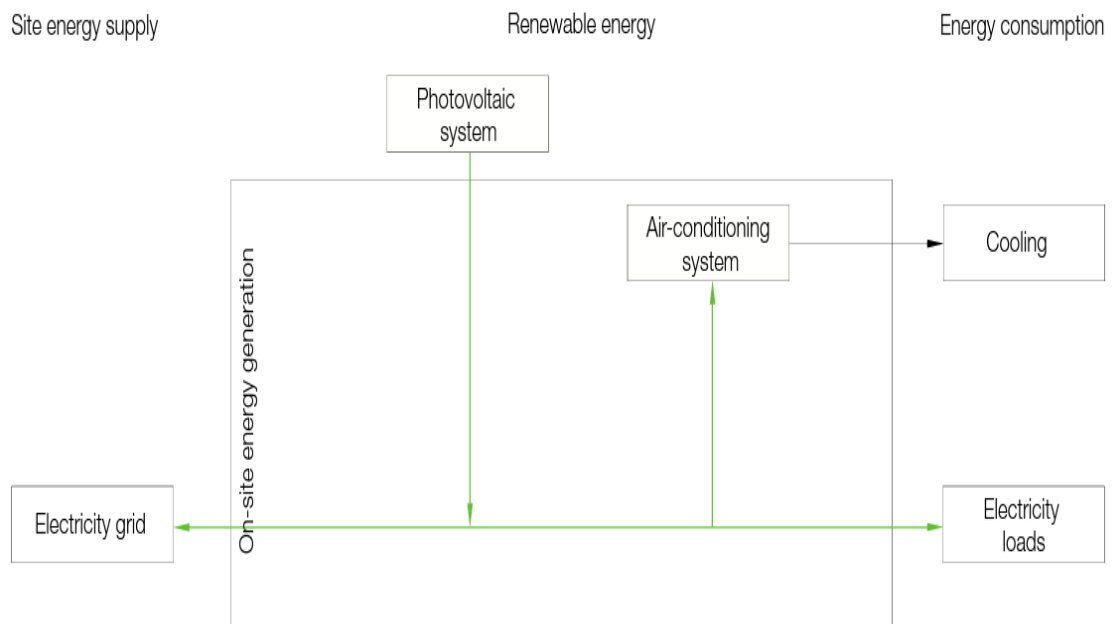 Site energy supply
Renewable energy
Energy consumption
Photovoltaic
system
Air-conditioning
system
Cooling
On-site energy generation
Electricity grid
Electricity
loads